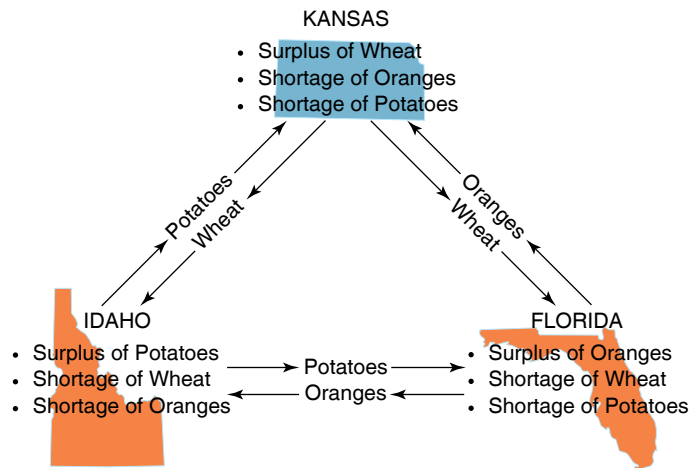 KANSAS
• Surplus of Wheat
• Shortage of Oranges
• Shortage of Potatoes
Potatoes
Wheat
Oranges
Wheat
IDAHO
• Surplus of Potatoes
• Shortage of Wheat
• Shortage of Oranges
Potatoes
Oranges
FLORIDA
• Surplus of Oranges
• Shortage of Wheat
• Shortage of Potatoes